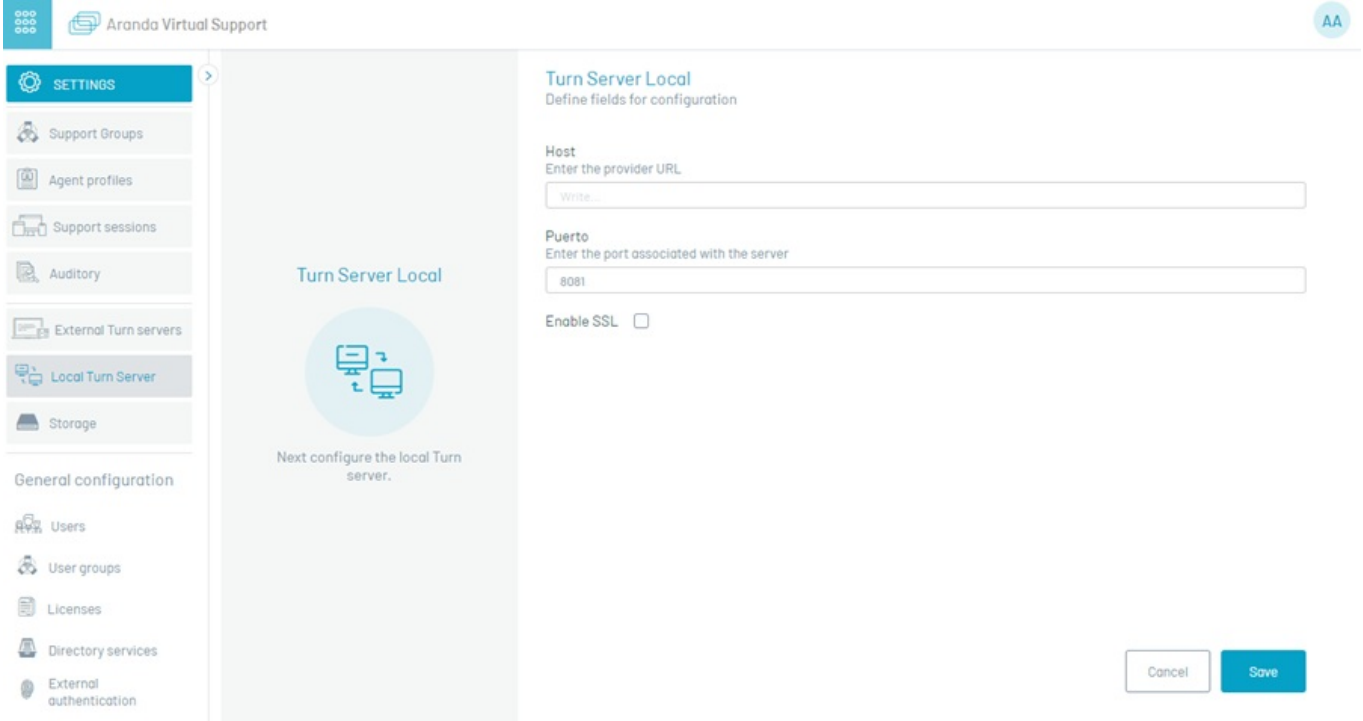 Aranda Virtual Support
AA
SETTINGS
Support Groups
Agent profiles
Support sessions
Auditory
External Turn servers
Local Turn Server
Storage
General configuration
Users
User groups
Licenses
Directory services
External
authentication
Turn Server Local
Next configure the local Turn
server.
Turn Server Local
Define fields for configuration
Host
Enter the provider URL
Write...
Puerto
Enter the port associated with the server
8081
Enable SSL
Cancel
Save